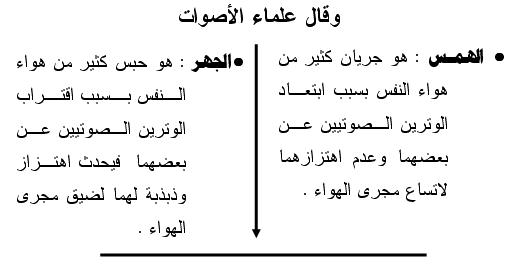 وقال علماء الأصوات
• الهمس : هو جريان كثير من
هواء النفس بسبب ابتعاد
الوترين الصوتيين عن
بعضهما وعدم اهتزازهما
لاتساع مجرى الهواء .
• الجهر : هو حبس كثير من هواء
النفس بسبب اقتراب
الوترين الصوتيين عن
بعضهما فيحدث اهتزاز
وذبذبة لهما لضيق مجرى
الهواء .